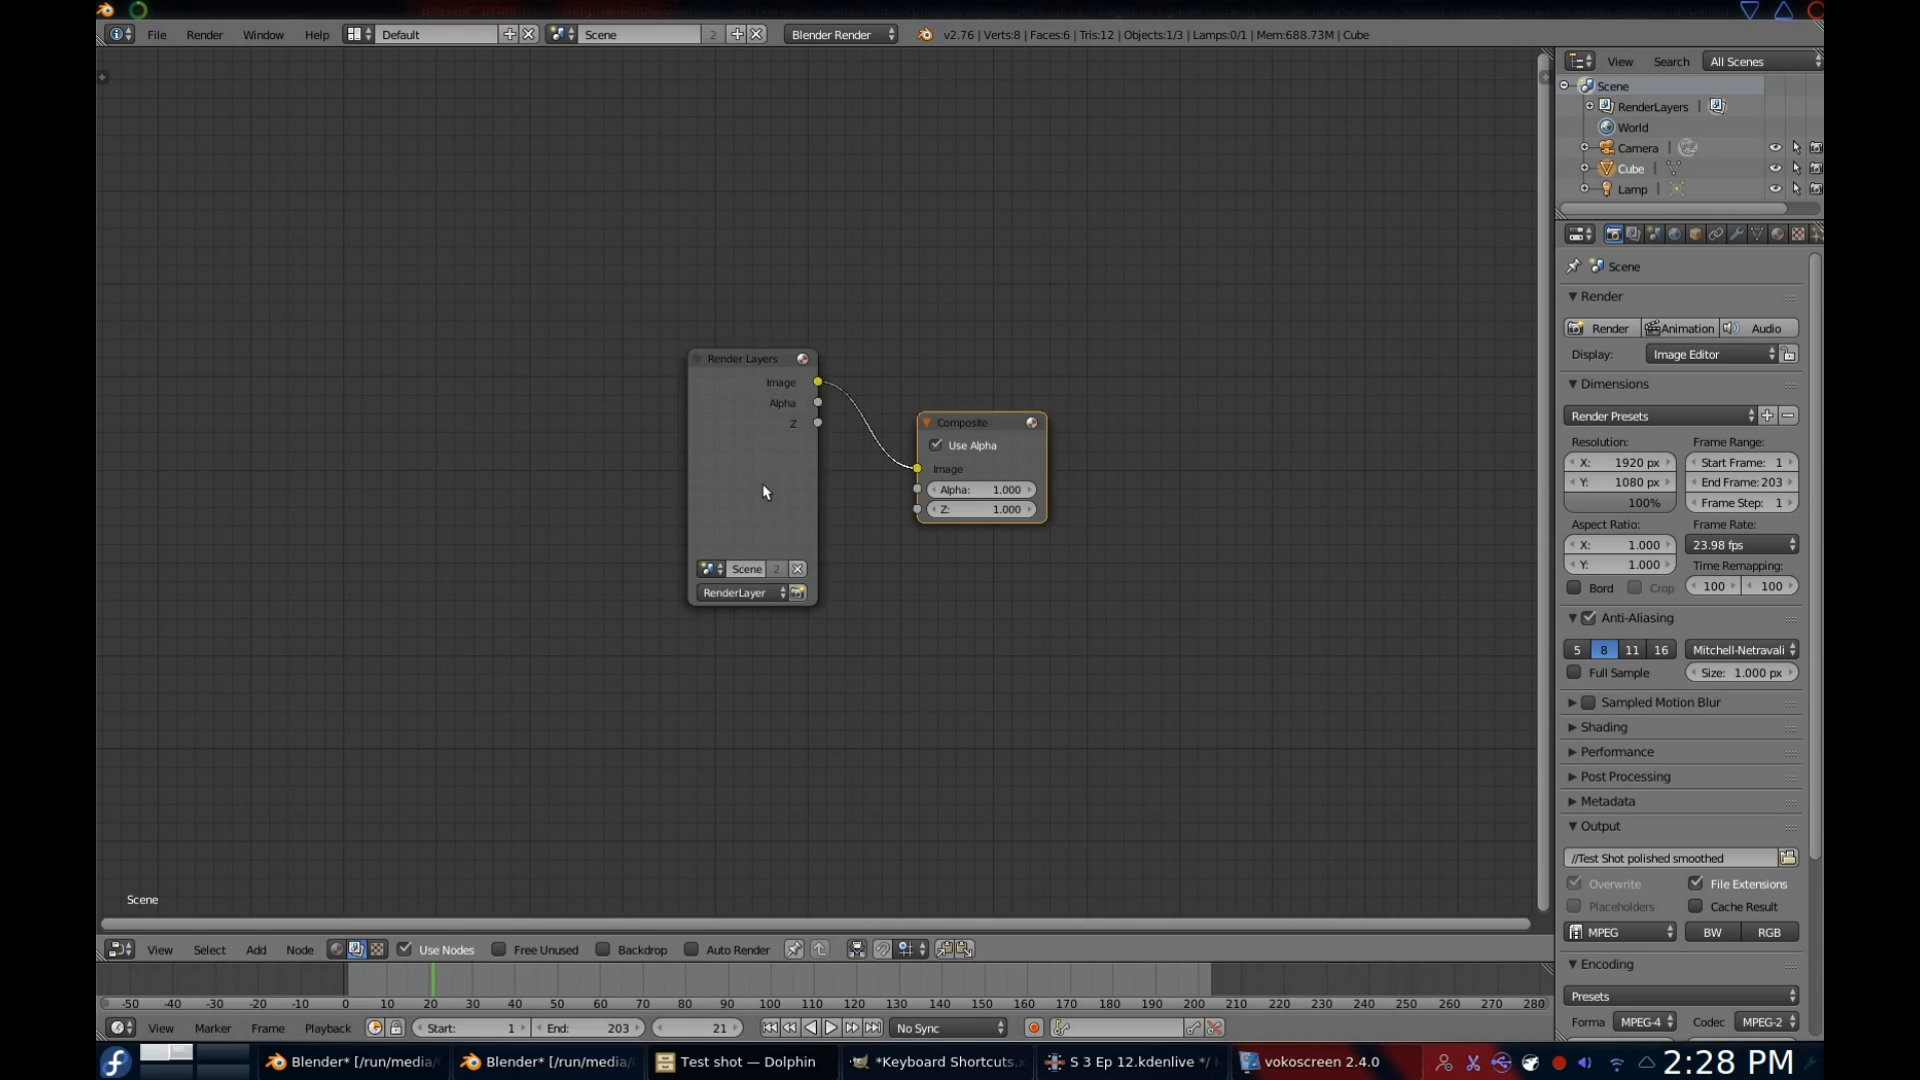 File Render Window Help Default Scene 2 Blender Render v2.76 | Verts:8 | Faces:6 | Tris:12 | Objects:1/3 | Lamps:0/1 | Mem:688.73M | Cube
View Search All Scenes
Scene
RenderLayers |
World
Camera |
Cube |
Lamp |
Scene
Render
Render Animation Audio
Display: Image Editor
Dimensions
Render Presets
Resolution: Frame Range:
X: 1920 px Start Frame: 1
Y: 1080 px End Frame: 203
100% Frame Step: 1
Aspect Ratio: Frame Rate:
X: 1.000 23.98 fps
Y: 1.000 Time Remapping:
Bord Crop 100 100
Anti-Aliasing
5 8 11 16 Mitchell-Netravali
Full Sample Size: 1.000 px
Sampled Motion Blur
Shading
Performance
Post Processing
Metadata
Output
//Test Shot polished smoothed
Overwrite File Extensions
Placeholders Cache Result
MPEG BW RGB
Encoding
Presets
Forma MPEG-4 Codec MPEG-2
Render Layers
Image
Alpha
Z
Scene 2
RenderLayer
Composite
Use Alpha
Image
Alpha: 1.000
Z: 1.000
Scene
View Select Add Node Use Nodes Free Unused Backdrop Auto Render
-50 -40 -30 -20 -10 0 10 20 30 40 50 60 70 80 90 100 110 120 130 140 150 160 170 180 190 200 210 220 230 240 250 260 270 280
View Marker Frame Playback Start: 1 End: 203 21 No Sync
Blender* [/run/media/ Blender* [/run/media/ Test shot — Dolphin *Keyboard Shortcuts. S 3 Ep 12.kdenlive */ vokoscreen 2.4.0 2:28 PM